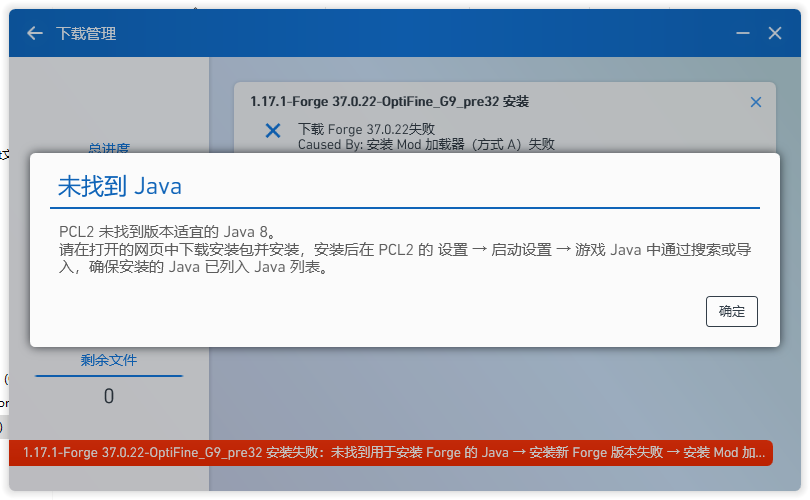 下载管理
1.17.1-Forge 37.0.22-OptiFine_G9_pre32 安装
下载 Forge 37.0.22失败
Caused By: 安装 Mod 加载器（方式 A）失败
总进度
未找到 Java
PCL2 未找到版本适宜的 Java 8。
请在打开的网页中下载安装包并安装，安装后在 PCL2 的 设置 → 启动设置 → 游戏 Java 中通过搜索或导
入，确保安装的 Java 已列入 Java 列表。
确定
剩余文件
0
1.17.1-Forge 37.0.22-OptiFine_G9_pre32 安装失败：未找到用于安装 Forge 的 Java → 安装新 Forge 版本失败 → 安装 Mod 加...